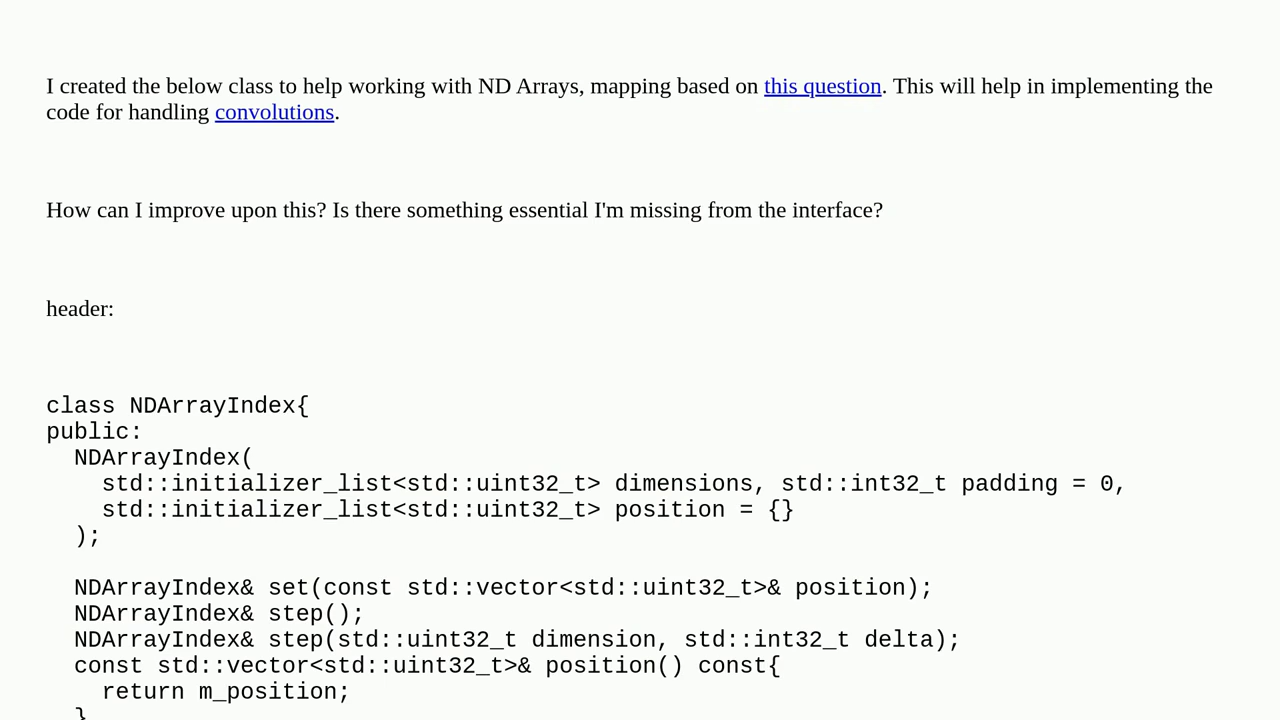 I created the below class to help working with ND Arrays, mapping based on this question. This will help in implementing the
code for handling convolutions.
How can I improve upon this? Is there something essential I'm missing from the interface?
header:
class NDArrayIndex{
public:
  NDArrayIndex(
    std::initializer_list<std::uint32_t> dimensions, std::int32_t padding = 0,
    std::initializer_list<std::uint32_t> position = {}
  );
  NDArrayIndex& set(const std::vector<std::uint32_t>& position);
  NDArrayIndex& step();
  NDArrayIndex& step(std::uint32_t dimension, std::int32_t delta);
  const std::vector<std::uint32_t>& position() const{
    return m_position;
  }